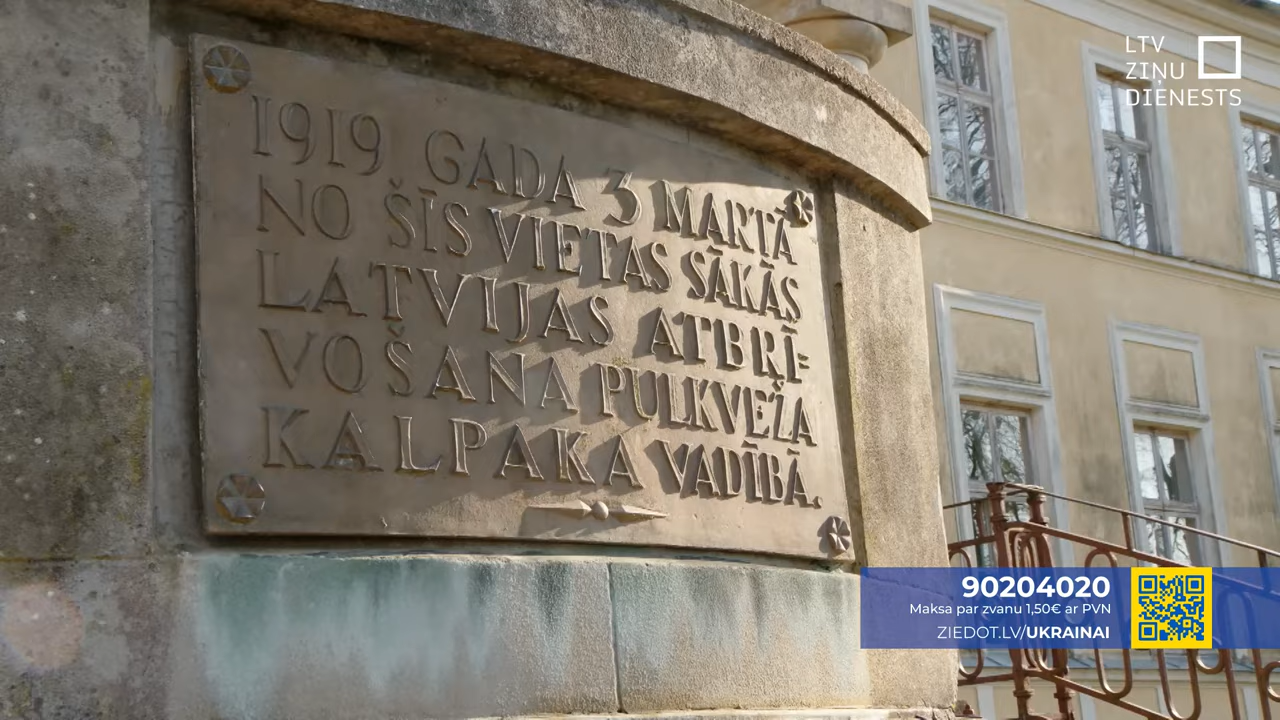 LTV
ZIŅU
DIENESTS
1919 GADA 3 MARTĀ
NO ŠĪS VIETAS SĀKĀS
LATVIJAS ATBRĪ=
VOŠANA PULKVEŽA
KALPAKA VADĪBĀ.
90204020
Maksa par zvanu 1,50€ ar PVN
ZIEDOT.LV/UKRAINAI